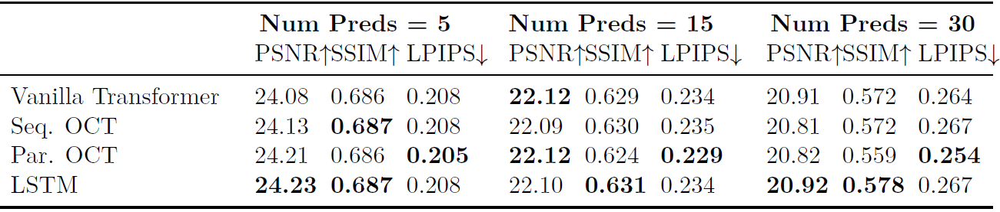 Num Preds = 5 Num Preds = 15 Num Preds = 30
PSNR↑ SSIM↑ LPIPS↓ PSNR↑ SSIM↑ LPIPS↓ PSNR↑ SSIM↑ LPIPS↓
Vanilla Transformer 24.08 0.686 0.208 22.12 0.629 0.234 20.91 0.572 0.264
Seq. OCT 24.13 0.687 0.208 22.09 0.630 0.235 20.81 0.572 0.267
Par. OCT 24.21 0.686 0.205 22.12 0.624 0.229 20.82 0.559 0.254
LSTM 24.23 0.687 0.208 22.10 0.631 0.234 20.92 0.578 0.267